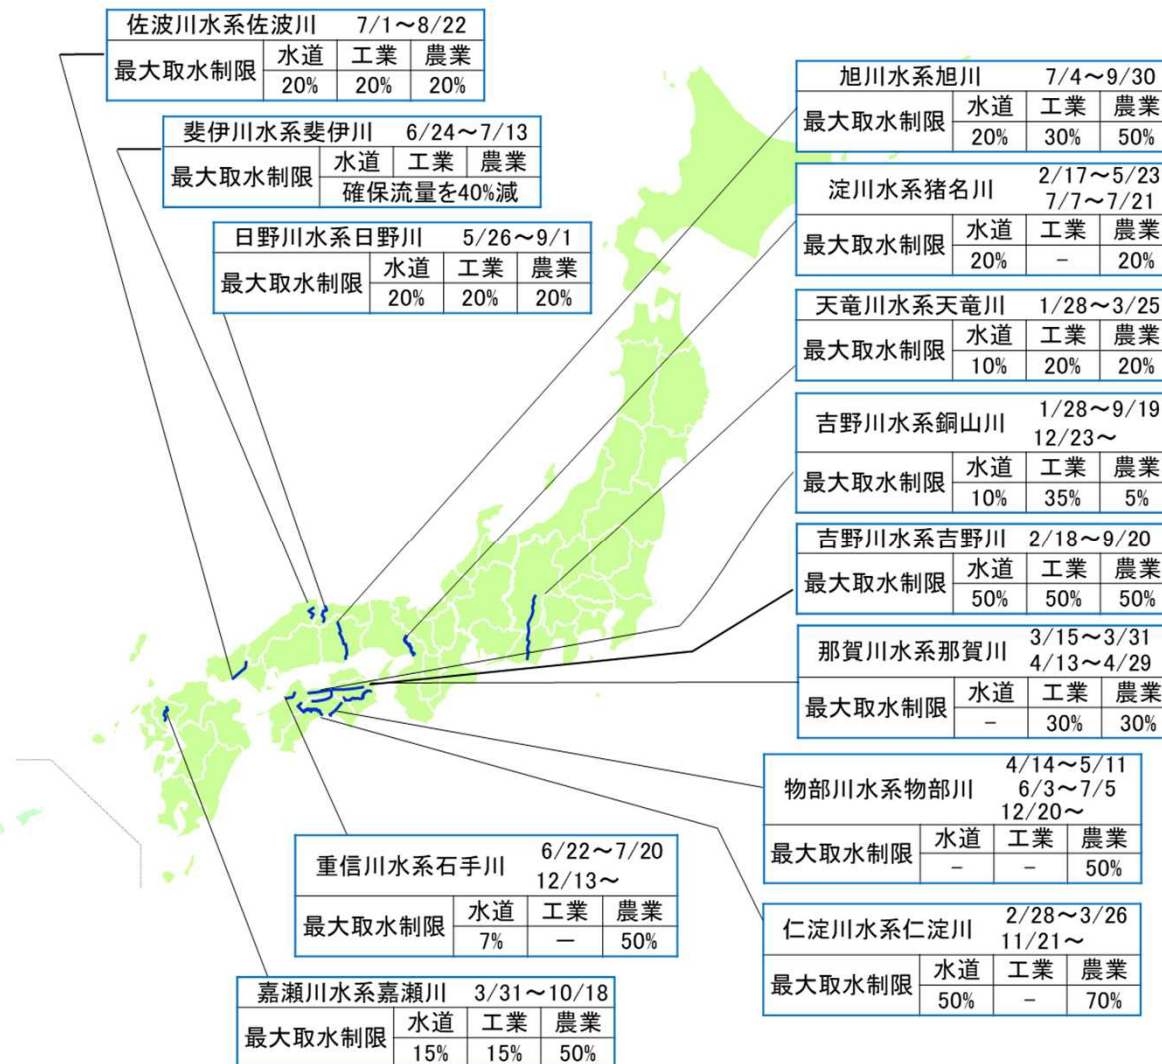 佐波川水系佐波川 7/1～8/22
最大取水制限 水道 工業 農業
20% 20% 20%
斐伊川水系斐伊川 6/24～7/13
最大取水制限 水道 工業 農業
確保流量を40%減
日野川水系日野川 5/26～9/1
最大取水制限 水道 工業 農業
20% 20% 20%
旭川水系旭川 7/4～9/30
最大取水制限 水道 工業 農業
20% 30% 50%
淀川水系猪名川 2/17～5/23
7/7～7/21
最大取水制限 水道 工業 農業
20% － 20%
天竜川水系天竜川 1/28～3/25
最大取水制限 水道 工業 農業
10% 20% 20%
吉野川水系銅山川 1/28～9/19
12/23～
最大取水制限 水道 工業 農業
10% 35% 5%
吉野川水系吉野川 2/18～9/20
最大取水制限 水道 工業 農業
50% 50% 50%
那賀川水系那賀川 3/15～3/31
4/13～4/29
最大取水制限 水道 工業 農業
－ 30% 30%
物部川水系物部川 4/14～5/11
6/3～7/5
12/20～
最大取水制限 水道 工業 農業
－ － 50%
仁淀川水系仁淀川 2/28～3/26
11/21～
最大取水制限 水道 工業 農業
50% － 70%
重信川水系石手川 6/22～7/20
12/13～
最大取水制限 水道 工業 農業
7% － 50%
嘉瀬川水系嘉瀬川 3/31～10/18
最大取水制限 水道 工業 農業
15% 15% 50%